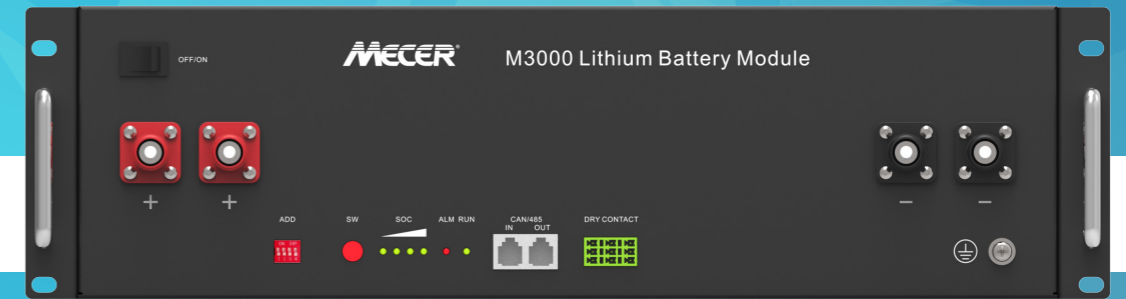 MECER
M3000 Lithium Battery Module
OFF/ON
+ + − −
ADD SW SOC ALM RUN CAN/485 DRY CONTACT
IN OUT